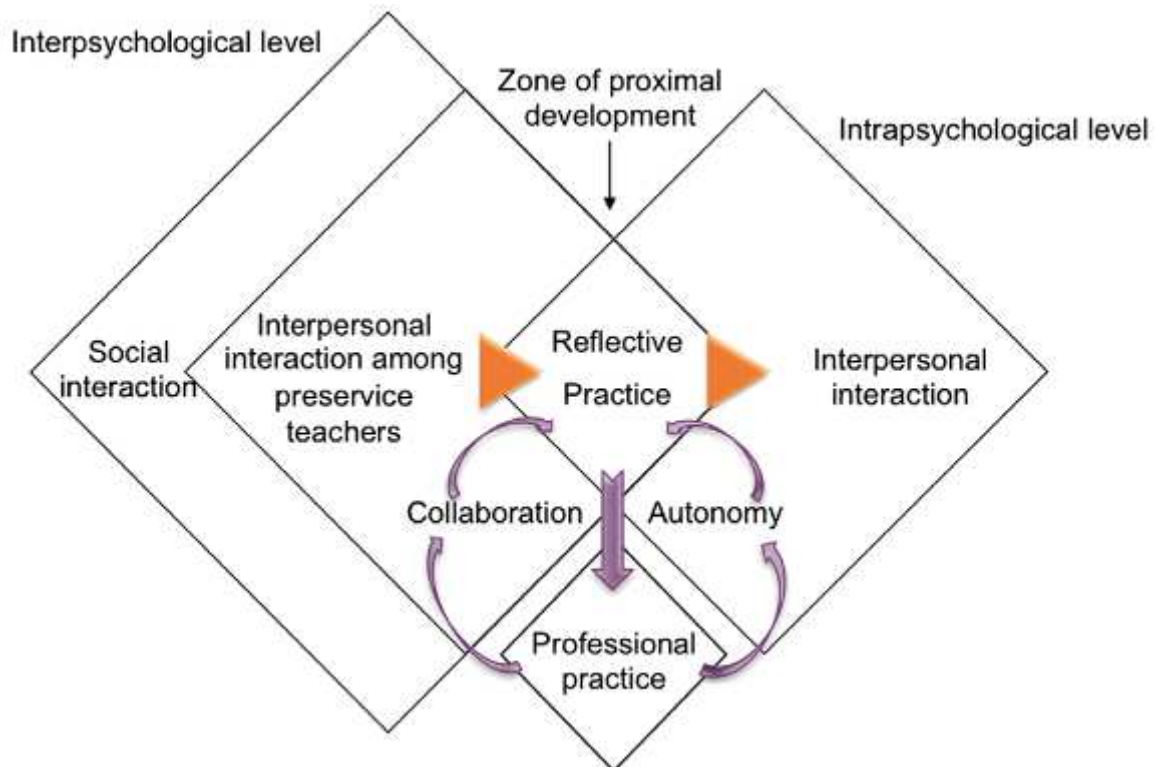 Interpsychological level
Zone of proximal
development
Intrapsychological level
Social
interaction
Interpersonal
interaction among
preservice
teachers
Reflective
Practice
Interpersonal
interaction
Collaboration
Autonomy
Professional
practice